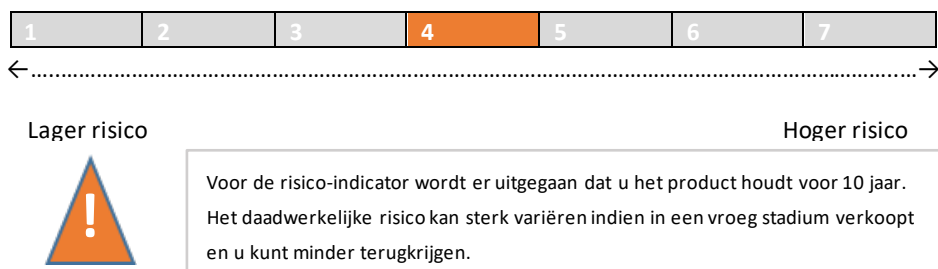 1 2 3 4 5 6 7
←………………………………………………………………………………………………→
Lager risico Hoger risico
!
Voor de risico-indicator wordt er uitgegaan dat u het product houdt voor 10 jaar.
Het daadwerkelijke risico kan sterk variëren indien in een vroeg stadium verkoopt
en u kunt minder terugkrijgen.